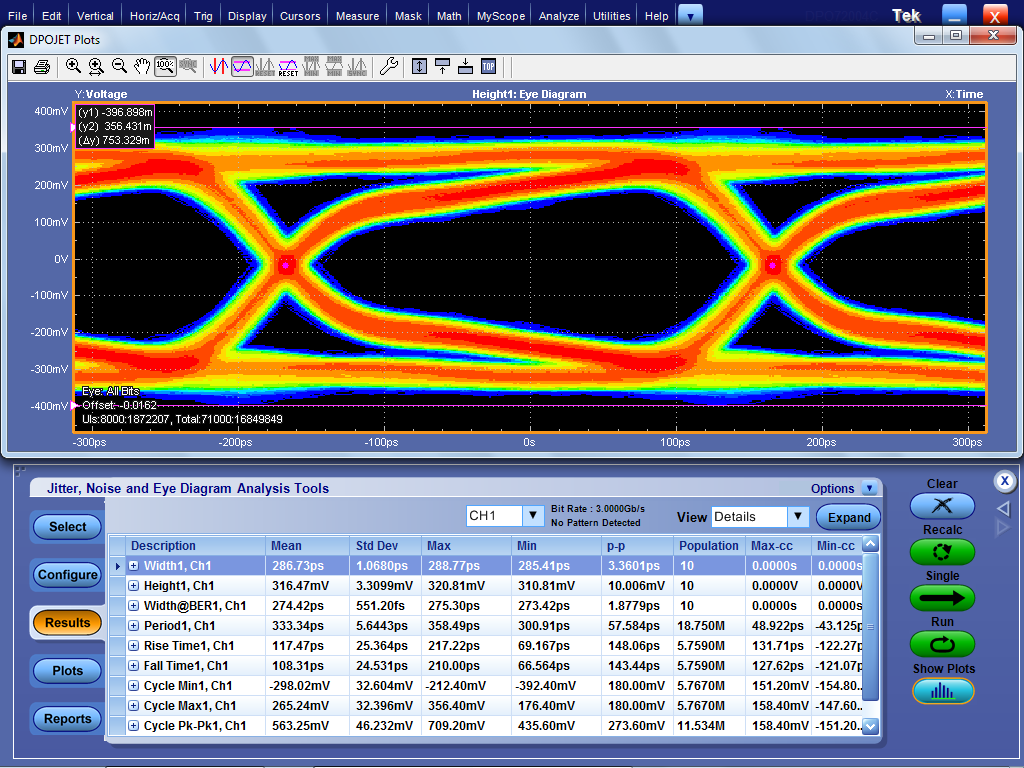 File Edit Vertical Horiz/Acq Trig Display Cursors Measure Mask Math MyScope Analyze Utilities Help Tek
DPOJET Plots
100% RESET TOP
Y:Voltage Height1: Eye Diagram X:Time
(y1) -396.898m
(y2) 356.431m
(Δy) 753.329m
400mV
300mV
200mV
100mV
0V
-100mV
-200mV
-300mV
-400mV
Eye: All Bits
Offset: -0.0162
UIs:8000:1872207, Total:71000:16849849
-300ps -200ps -100ps 0s 100ps 200ps 300ps
Jitter, Noise and Eye Diagram Analysis Tools Options
Clear
Recalc
Single
Run
Show Plots
Select
Configure
Results
Plots
Reports
CH1 Bit Rate : 3.0000Gb/s
No Pattern Detected
View Details Expand
Description Mean Std Dev Max Min p-p Population Max-cc Min-cc
Width1, Ch1 286.73ps 1.0680ps 288.77ps 285.41ps 3.3601ps 10 0.0000s 0.0000s
Height1, Ch1 316.47mV 3.3099mV 320.81mV 310.81mV 10.006mV 10 0.0000V 0.0000V
Width@BER1, Ch1 274.42ps 551.20fs 275.30ps 273.42ps 1.8779ps 10 0.0000s 0.0000s
Period1, Ch1 333.34ps 5.6443ps 358.49ps 300.91ps 57.584ps 18.750M 48.922ps -43.125p
Rise Time1, Ch1 117.47ps 25.364ps 217.22ps 69.167ps 148.06ps 5.7590M 131.71ps -122.27p
Fall Time1, Ch1 108.31ps 24.531ps 210.00ps 66.564ps 143.44ps 5.7590M 127.62ps -121.07p
Cycle Min1, Ch1 -298.02mV 32.604mV -212.40mV -392.40mV 180.00mV 5.7670M 151.20mV -154.80..
Cycle Max1, Ch1 265.24mV 32.396mV 356.40mV 176.40mV 180.00mV 5.7670M 158.40mV -147.60..
Cycle Pk-Pk1, Ch1 563.25mV 46.232mV 709.20mV 435.60mV 273.60mV 11.534M 158.40mV -151.20..